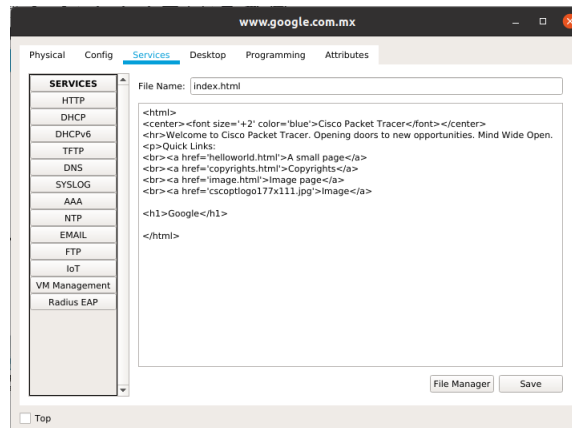 www.google.com.mx
Physical Config Services Desktop Programming Attributes
SERVICES
HTTP
DHCP
DHCPv6
TFTP
DNS
SYSLOG
AAA
NTP
EMAIL
FTP
IoT
VM Management
Radius EAP
File Name: index.html
<html>
<center><font size='+2' color='blue'>Cisco Packet Tracer</font></center>
<hr>Welcome to Cisco Packet Tracer. Opening doors to new opportunities. Mind Wide Open.
<p>Quick Links:
<br><a href='helloworld.html'>A small page</a>
<br><a href='copyrights.html'>Copyrights</a>
<br><a href='image.html'>Image page</a>
<br><a href='cscoptlogo177x111.jpg'>Image</a>
<h1>Google</h1>
</html>
File Manager Save
Top